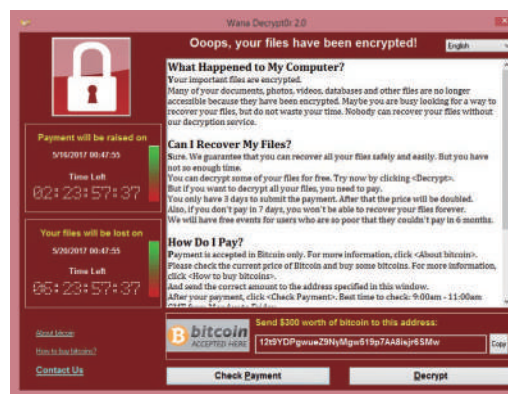 Wana Decrypt0r 2.0
Ooops, your files have been encrypted!
English
What Happened to My Computer?
Your important files are encrypted.
Many of your documents, photos, videos, databases and other files are no longer
accessible because they have been encrypted. Maybe you are busy looking for a way to
recover your files, but do not waste your time. Nobody can recover your files without
our decryption service.
Can I Recover My Files?
Sure. We guarantee that you can recover all your files safely and easily. But you have
not so enough time.
You can decrypt some of your files for free. Try now by clicking <Decrypt>.
But if you want to decrypt all your files, you need to pay.
You only have 3 days to submit the payment. After that the price will be doubled.
Also, if you don't pay in 7 days, you won't be able to recover your files forever.
We will have free events for users who are so poor that they couldn't pay in 6 months.
How Do I Pay?
Payment is accepted in Bitcoin only. For more information, click <About bitcoin>.
Please check the current price of Bitcoin and buy some bitcoins. For more information,
click <How to buy bitcoins>.
And send the correct amount to the address specified in this window.
After your payment, click <Check Payment>. Best time to check: 9:00am - 11:00am
GMT from Monday to Friday.
Payment will be raised on
5/16/2017 00:47:55
Time Left
02:23:57:37
Your files will be lost on
5/20/2017 00:47:55
Time Left
06:23:57:37
About bitcoin
How to buy bitcoins?
Contact Us
bitcoin
ACCEPTED HERE
Send $300 worth of bitcoin to this address:
12t9YDPgwueZ9NyMgw519p7AA8isjr6SMw
Copy
Check Payment
Decrypt